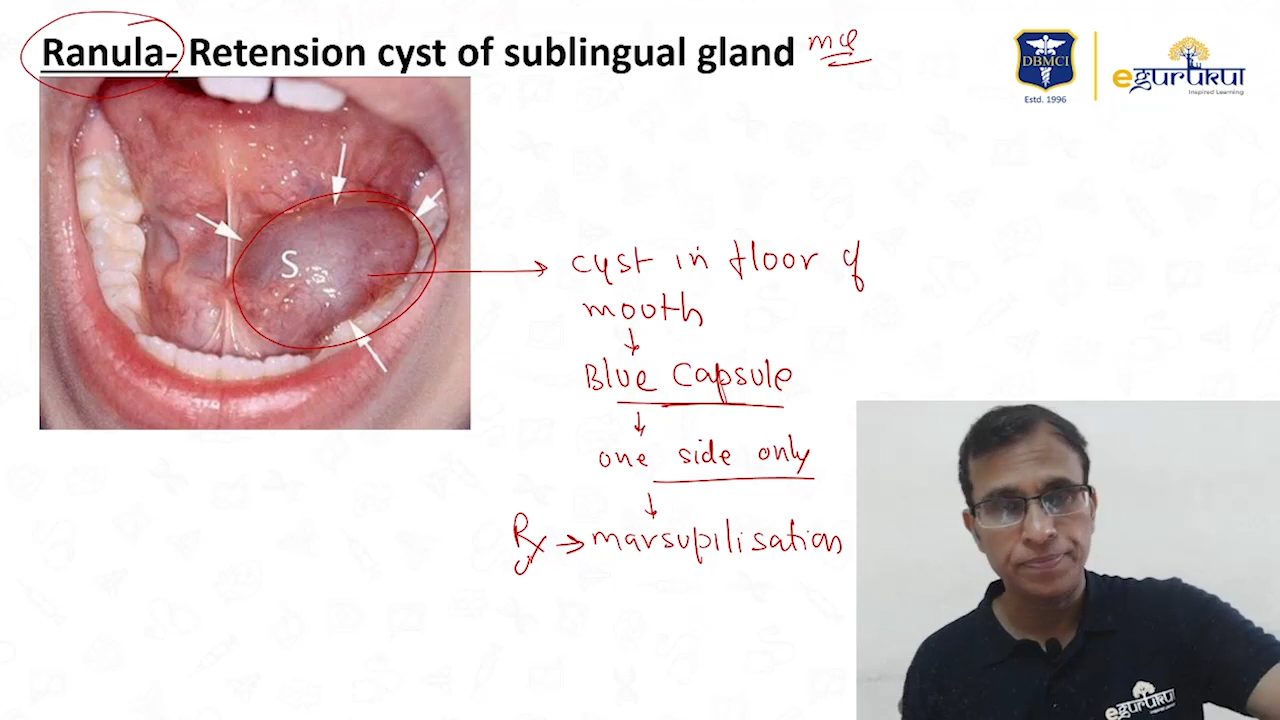 Ranula- Retension cyst of sublingual gland mcq
DBMCI
Estd. 1996
egurukul
Inspired Learning
S
cyst in floor of
mooth
Blue Capsule
one side only
Rx → marsupilisation
egurukul